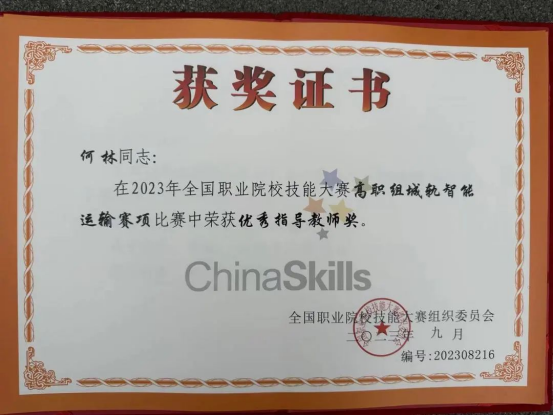 获奖证书
何林同志:
在2023年全国职业院校技能大赛高职组城轨智能
运输赛项比赛中荣获优秀指导教师奖。
ChinaSkills
全国职业院校技能大赛组织委员会
二〇二三年 九月
编号:202308216